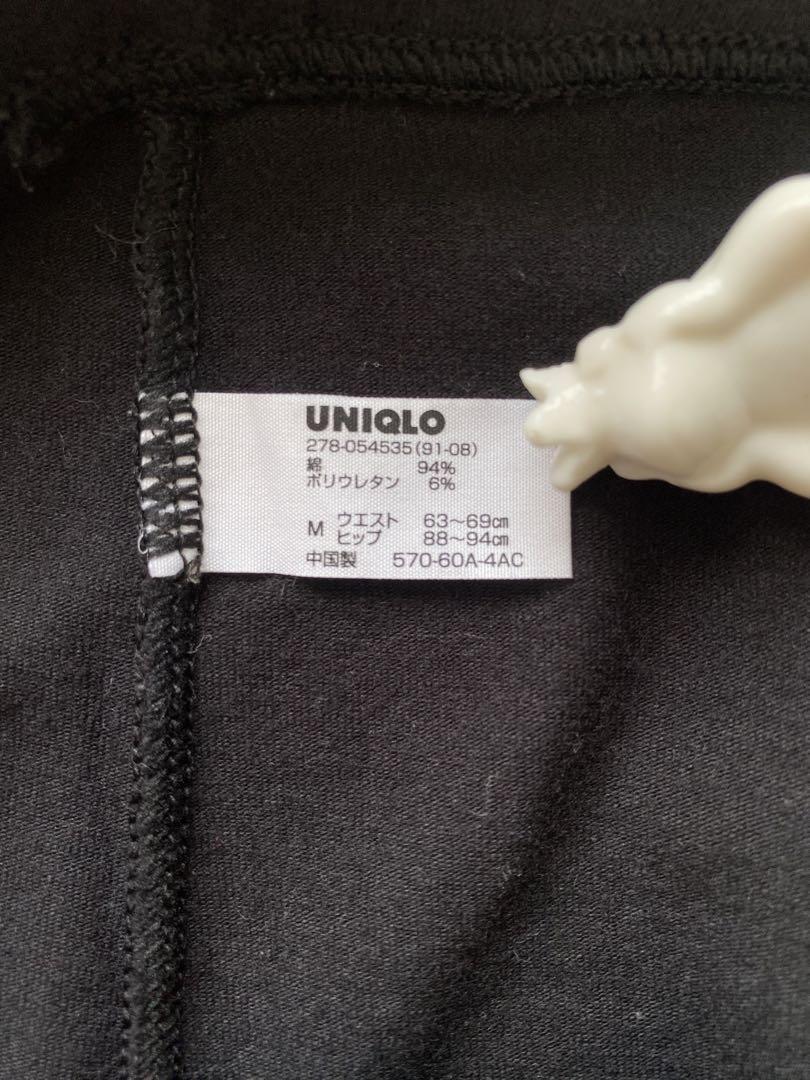 UNIQLO
278-054535(91-08)
綿 94%
ポリウレタン 6%
M ウエスト 63〜69㎝
ヒップ 88〜94㎝
中国製 570-60A-4AC